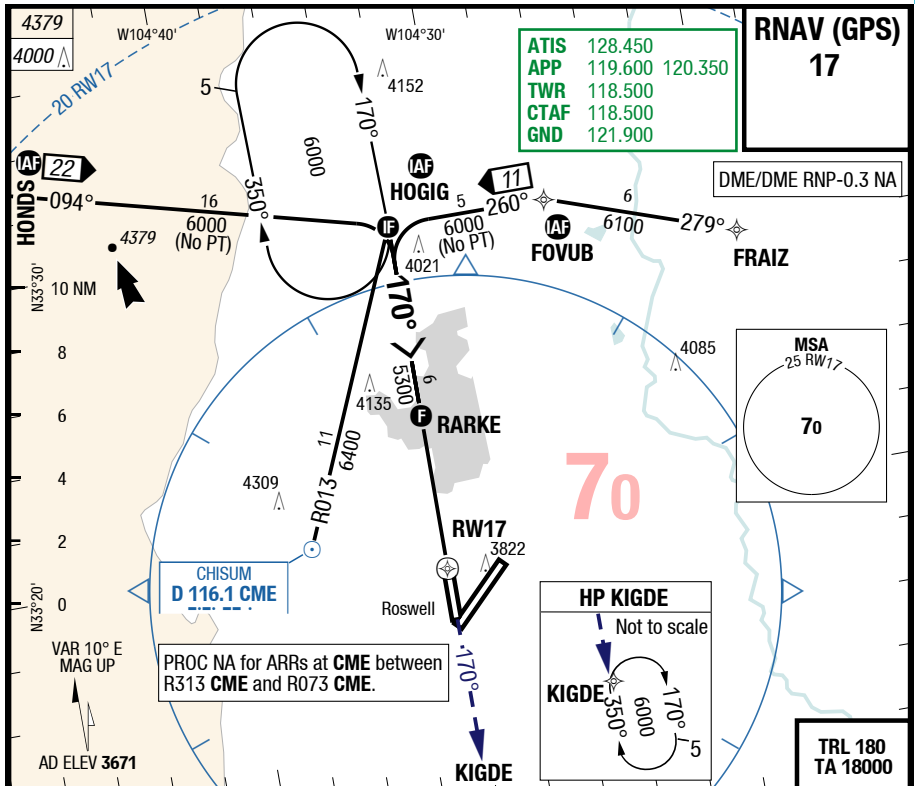 4379
4000
W104°40'
W104°30'
20 RW17
ATIS 128.450
APP 119.600 120.350
TWR 118.500
CTAF 118.500
GND 121.900
RNAV (GPS)
17
DME/DME RNP-0.3 NA
5
170°
4152
6000
350°
IAF
22
HONDS
094°
16
6000
(No PT)
4379
IAF
HOGIG
IF
5
260°
11
6000
(No PT)
4021
IAF
FOVUB
6
6100
279°
FRAIZ
N33°30'
10 NM
8
6
4
2
0
N33°20'
170°
6
5300
F
RARKE
4135
11
6400
R013
4309
4085
MSA
25 RW17
70
70
RW17
3822
CHISUM
D 116.1 CME
Roswell
PROC NA for ARRs at CME between
R313 CME and R073 CME.
170°
KIGDE
HP KIGDE
Not to scale
KIGDE
350°
6000
170°
5
VAR 10° E
MAG UP
AD ELEV 3671
TRL 180
TA 18000